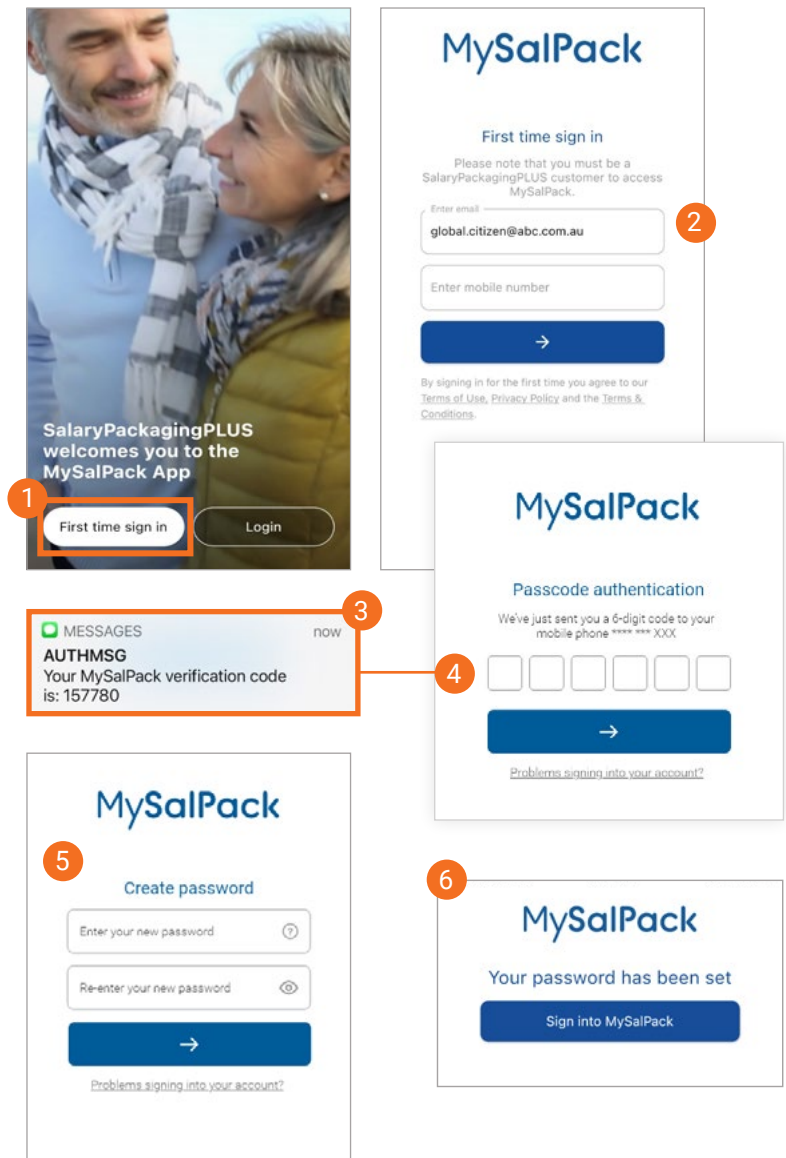 SalaryPackagingPLUS
welcomes you to the
MySalPack App
1
First time sign in
Login
MySalPack
First time sign in
Please note that you must be a
SalaryPackagingPLUS customer to access
MySalPack.
Enter email
global.citizen@abc.com.au
2
Enter mobile number
→
By signing in for the first time you agree to our
Terms of Use, Privacy Policy and the Terms &
Conditions.
3
MESSAGES now
AUTHMSG
Your MySalPack verification code
is: 157780
MySalPack
Passcode authentication
We've just sent you a 6-digit code to your
mobile phone **** *** XXX
4
→
Problems signing into your account?
MySalPack
5
Create password
Enter your new password ?
Re-enter your new password
→
Problems signing into your account?
6
MySalPack
Your password has been set
Sign into MySalPack